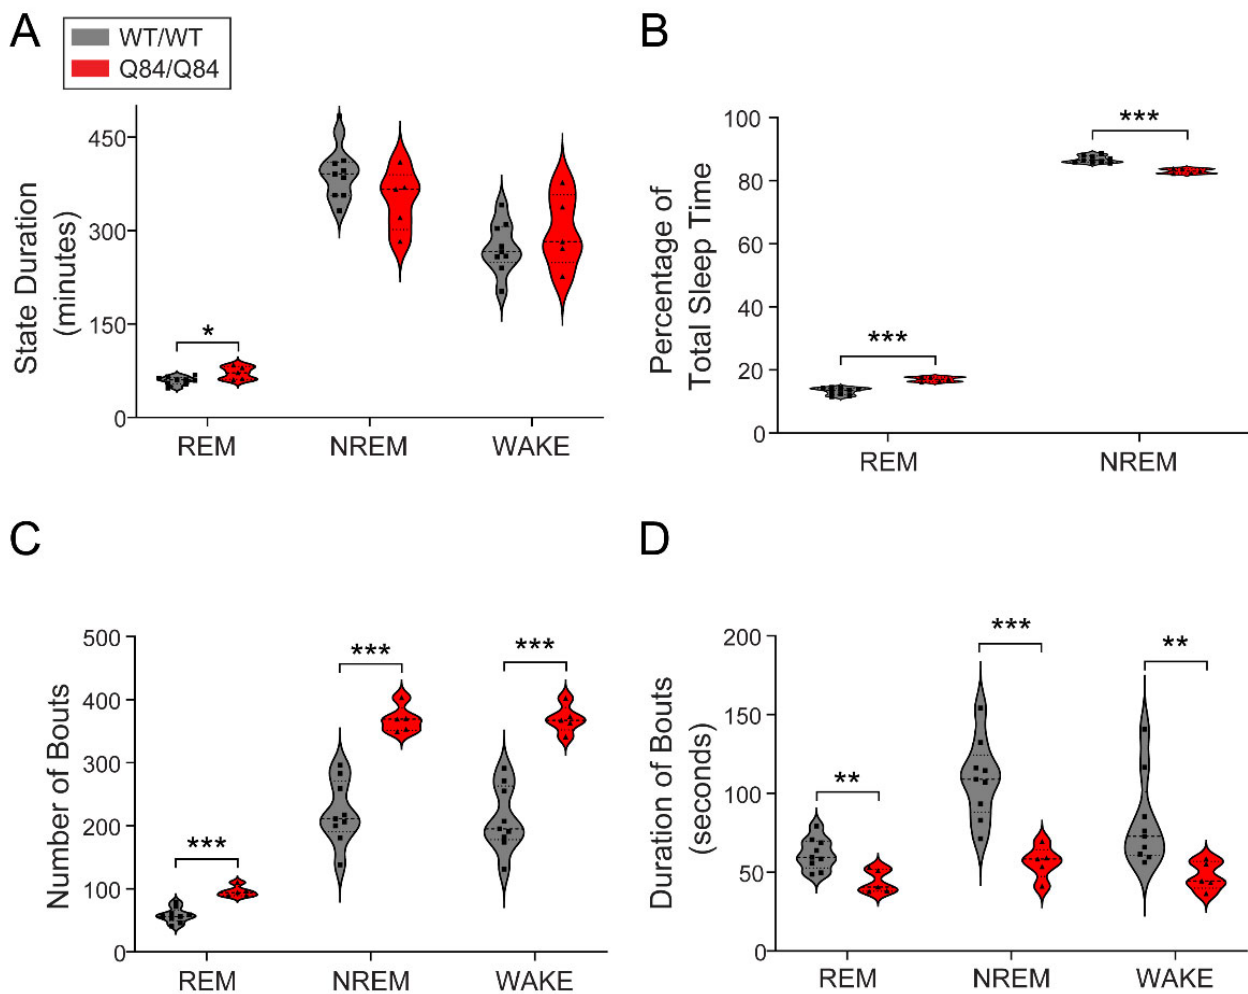 A
WT/WT
Q84/Q84
State Duration
(minutes)
450
300
150
0
*
REM
NREM
WAKE
B
Percentage of
Total Sleep Time
100
80
60
40
20
0
***
***
REM
NREM
C
Number of Bouts
500
400
300
200
100
0
***
***
***
REM
NREM
WAKE
D
Duration of Bouts
(seconds)
200
150
100
50
0
**
***
**
REM
NREM
WAKE